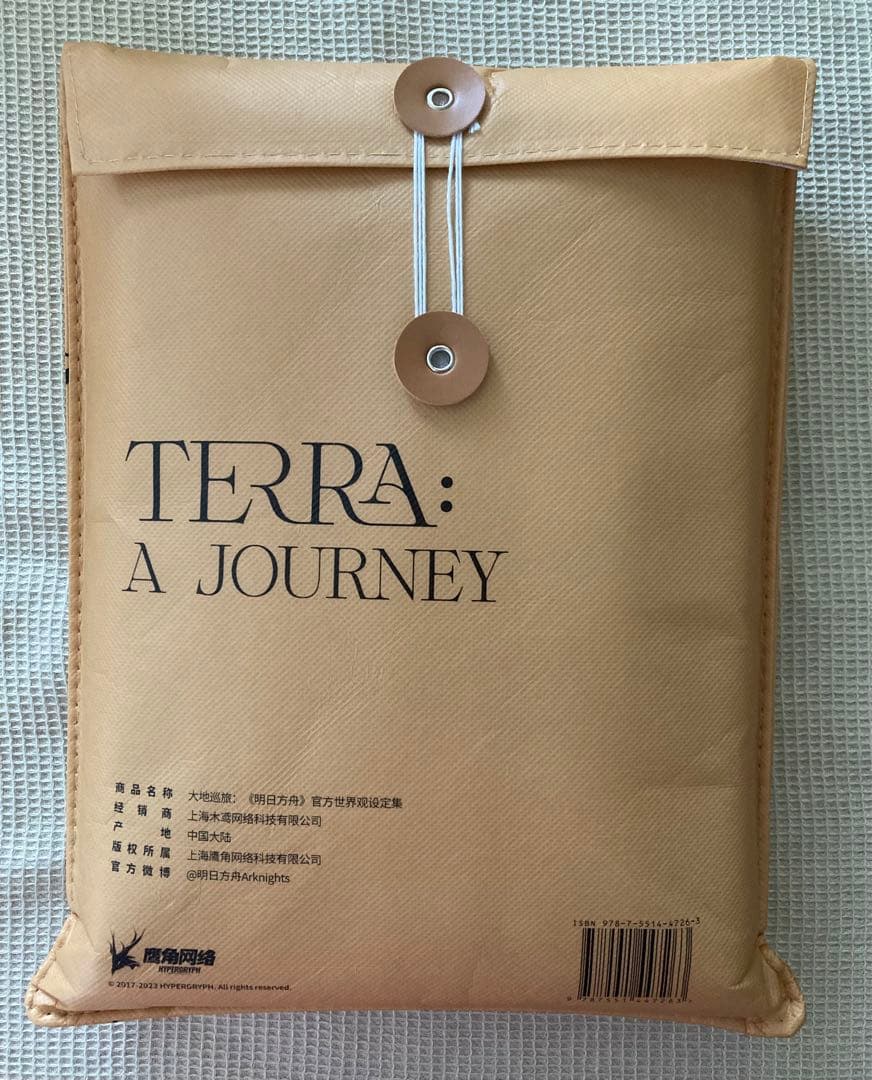 TERRA:
A JOURNEY
商品名称 大地巡旅：《明日方舟》官方世界观设定集
经销商 上海木鸢网络科技有限公司
产地 中国大陆
版权所属 上海鹰角网络科技有限公司
官方微博 @明日方舟Arknights
鹰角网络
HYPERGRYPH
© 2017-2023 HYPERGRYPH. All rights reserved.
ISBN 978-7-5514-4726-3
9 787551 447263 >